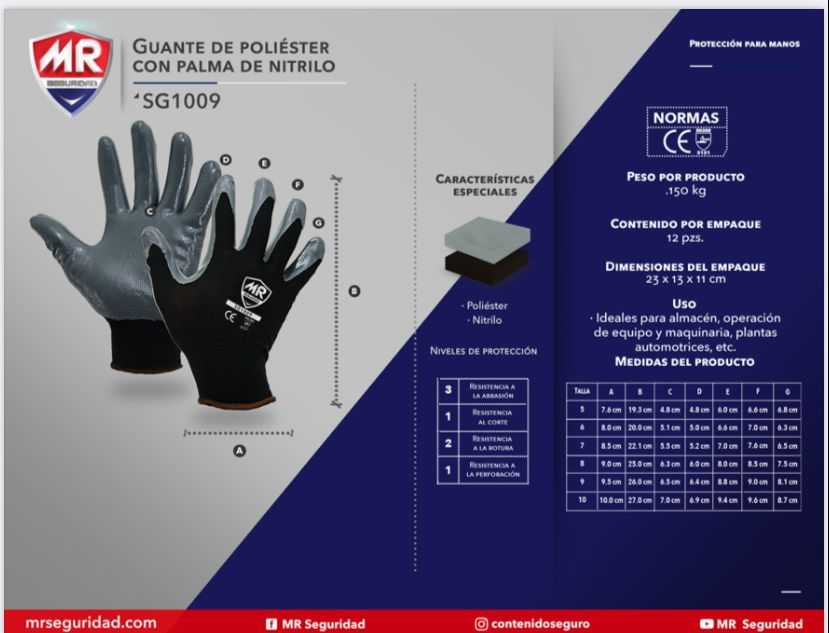 MR
SEGURIDAD
GUANTE DE POLIÉSTER
CON PALMA DE NITRILO
SG1009
PROTECCIÓN PARA MANOS
D
E
F
G
C
B
A
MR
SG1009
CE
CARACTERÍSTICAS
ESPECIALES
· Poliéster
· Nitrilo
NIVELES DE PROTECCIÓN
3 RESISTENCIA A
LA ABRASIÓN
1 RESISTENCIA
AL CORTE
2 RESISTENCIA
A LA ROTURA
1 RESISTENCIA A
LA PERFORACIÓN
NORMAS
CE
PESO POR PRODUCTO
.150 kg
CONTENIDO POR EMPAQUE
12 pzs.
DIMENSIONES DEL EMPAQUE
23 x 13 x 11 cm
USO
· Ideales para almacén, operación
de equipo y maquinaria, plantas
automotrices, etc.
MEDIDAS DEL PRODUCTO
TALLA A B C D E F G
5 7.6 cm 19.3 cm 4.8 cm 4.8 cm 6.0 cm 6.6 cm 6.8 cm
6 8.0 cm 20.0 cm 5.1 cm 5.0 cm 6.6 cm 7.0 cm 6.3 cm
7 8.5 cm 22.1 cm 5.5 cm 5.2 cm 7.0 cm 7.6 cm 6.5 cm
8 9.0 cm 25.0 cm 6.3 cm 6.0 cm 8.0 cm 8.5 cm 7.5 cm
9 9.5 cm 26.0 cm 6.5 cm 6.4 cm 8.8 cm 9.0 cm 8.1 cm
10 10.0 cm 27.0 cm 7.0 cm 6.9 cm 9.4 cm 9.6 cm 8.7 cm
mrseguridad.com
MR Seguridad
contenidoseguro
MR Seguridad